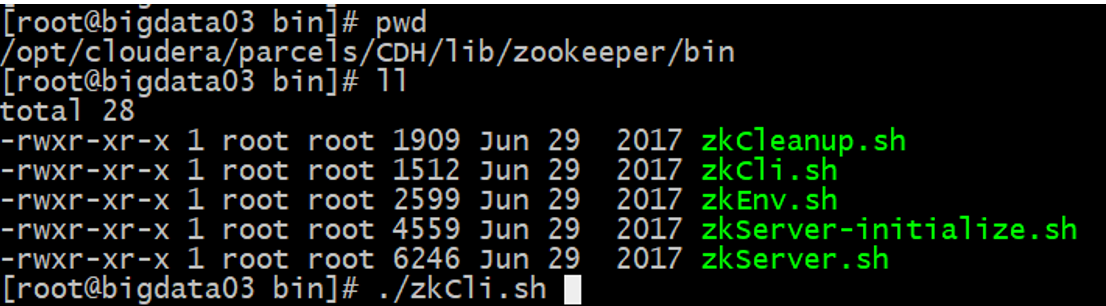 [root@bigdata03 bin]# pwd
/opt/cloudera/parcels/CDH/lib/zookeeper/bin
[root@bigdata03 bin]# ll
total 28
-rwxr-xr-x 1 root root 1909 Jun 29  2017 zkCleanup.sh
-rwxr-xr-x 1 root root 1512 Jun 29  2017 zkCli.sh
-rwxr-xr-x 1 root root 2599 Jun 29  2017 zkEnv.sh
-rwxr-xr-x 1 root root 4559 Jun 29  2017 zkServer-initialize.sh
-rwxr-xr-x 1 root root 6246 Jun 29  2017 zkServer.sh
[root@bigdata03 bin]# ./zkCli.sh